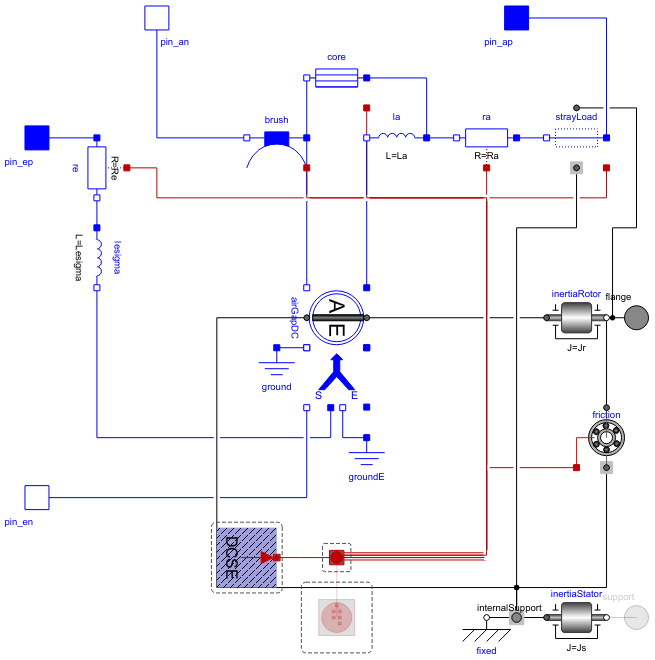 pin_an
pin_ap
core
brush
la
ra
strayLoad
pin_ep
re
R=Re
L=La
R=Ra
L=Lesigma
lesigma
airGapDC
A E
inertiaRotor
flange
J=Jr
ground
S E
friction
groundE
pin_en
DCSE
inertiaStator
support
internalSupport
fixed
J=Js